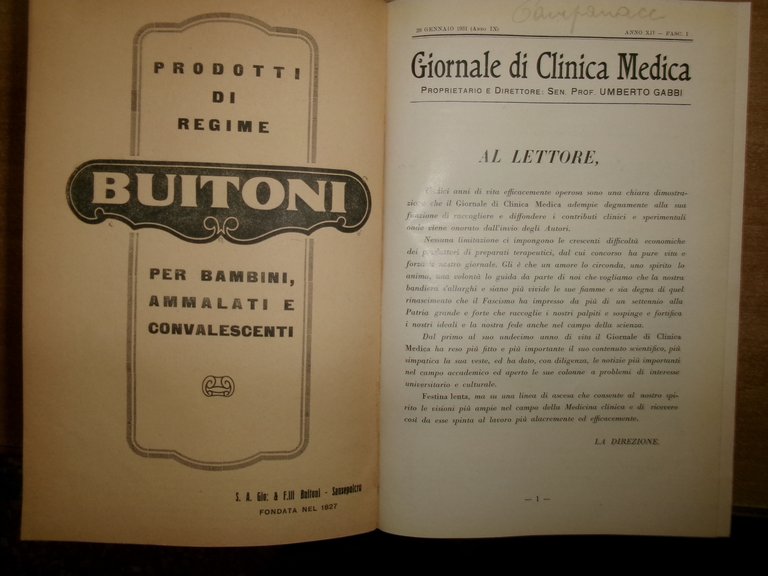 PRODOTTI
DI
REGIME
BUITONI
PER BAMBINI,
AMMALATI E
CONVALESCENTI
S. A. Gio: & F.lli Buitoni - Sansepolcro
FONDATA NEL 1827
Campanacci
20 GENNAIO 1931 (Anno IX)
ANNO XII - FASC. I
Giornale di Clinica Medica
PROPRIETARIO E DIRETTORE: SEN. PROF. UMBERTO GABBI
AL LETTORE,
Undici anni di vita efficacemente operosa sono una chiara dimostra-
zione che il Giornale di Clinica Medica adempie degnamente alla sua
funzione di raccogliere e diffondere i contributi clinici e sperimentali
onde viene onorato dall'invio degli Autori.
Nessuna limitazione ci impongono le crescenti difficoltà economiche
dei produttori di preparati terapeutici, dal cui concorso ha pure vita e
forza il nostro giornale. Gli è che un amore lo circonda, uno spirito lo
anima, una volontà lo guida da parte di noi che vogliamo che la nostra
bandiera s'allarghi e siano più vivide le sue fiamme e sia degna di quel
rinascimento che il Fascismo ha impresso da più di un settennio alla
Patria grande e forte che raccoglie i nostri palpiti e sospinge e fortifica
i nostri ideali e la nostra fede anche nel campo della scienza.
Dal primo al suo undecimo anno di vita il Giornale di Clinica
Medica ha reso più fitto e più importante il suo contenuto scientifico, più
simpatica la sua veste, ed ha dato, con diligenza, le notizie più importanti
nel campo accademico ed aperto le sue colonne a problemi di interesse
universitario e culturale.
Festina lenta, ma su una linea di ascesa che consente al nostro spi-
rito le visioni più ampie nel campo della Medicina clinica e di ricevere
così da esse spinta al lavoro più alacremente ed efficacemente.
LA DIREZIONE.
— 1 —